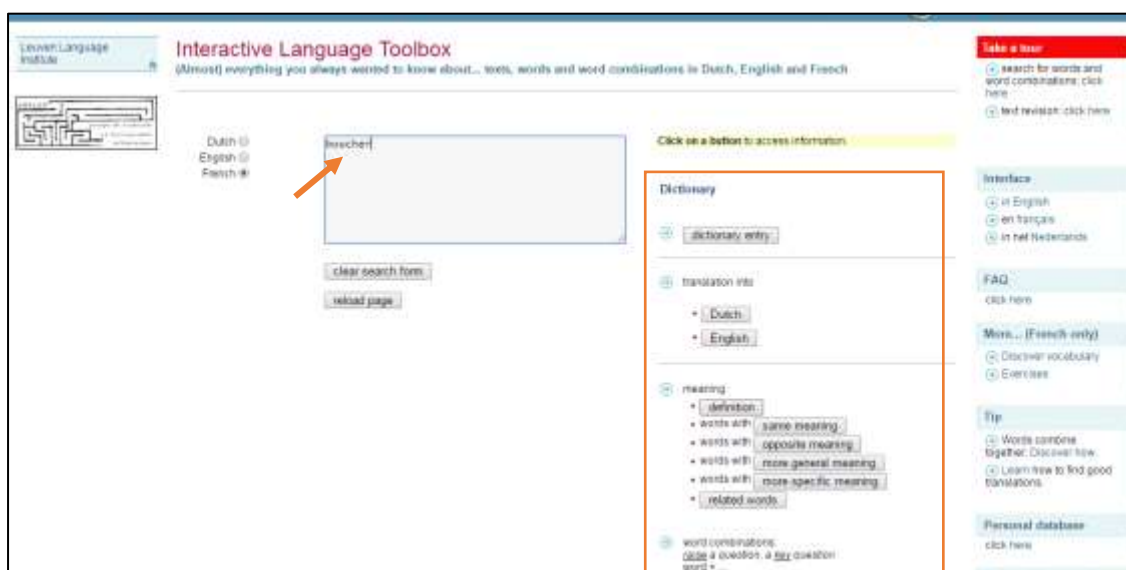 Leuven Language
Institute
Interactive Language Toolbox
(Almost) everything you always wanted to know about... texts, words and word combinations in Dutch, English and French
Dutch
English
French
clear search form
reload page
Click on a button to access information.
Dictionary
dictionary entry
translation into
• Dutch
• English
meaning
• definition
• words with same meaning
• words with opposite meaning
• words with more general meaning
• words with more specific meaning
• related words
word combinations
raise a question, a key question
word + ...
Take a tour
search for words and
word combinations: click
here
text revision: click here
Interface
in English
en français
in het Nederlands
FAQ
click here
More... (French only)
Discover vocabulary
Exercises
Tip
Words combine
together. Discover how.
Learn how to find good
translations.
Personal database
click here